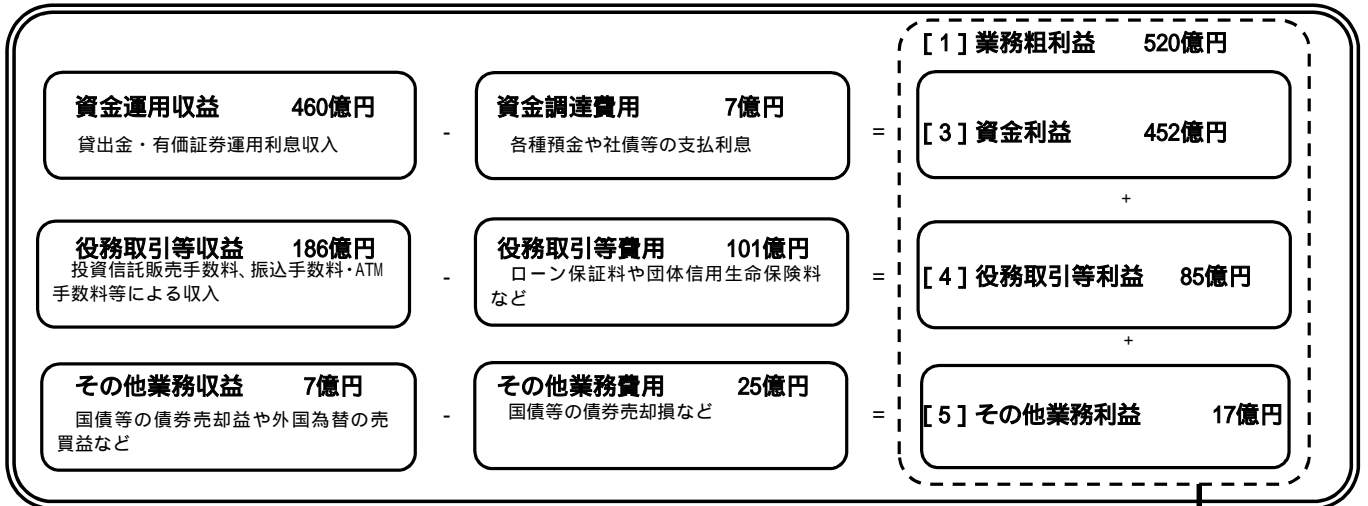 [1]業務粗利益 520億円
資金運用収益 460億円
貸出金・有価証券運用利息収入
-
資金調達費用 7億円
各種預金や社債等の支払利息
=
[3]資金利益 452億円
+
役務取引等収益 186億円
投資信託販売手数料、振込手数料・ATM
手数料等による収入
-
役務取引等費用 101億円
ローン保証料や団体信用生命保険料
など
=
[4]役務取引等利益 85億円
+
その他業務収益 7億円
国債等の債券売却益や外国為替の売
買益など
-
その他業務費用 25億円
国債等の債券売却損など
=
[5]その他業務利益 17億円